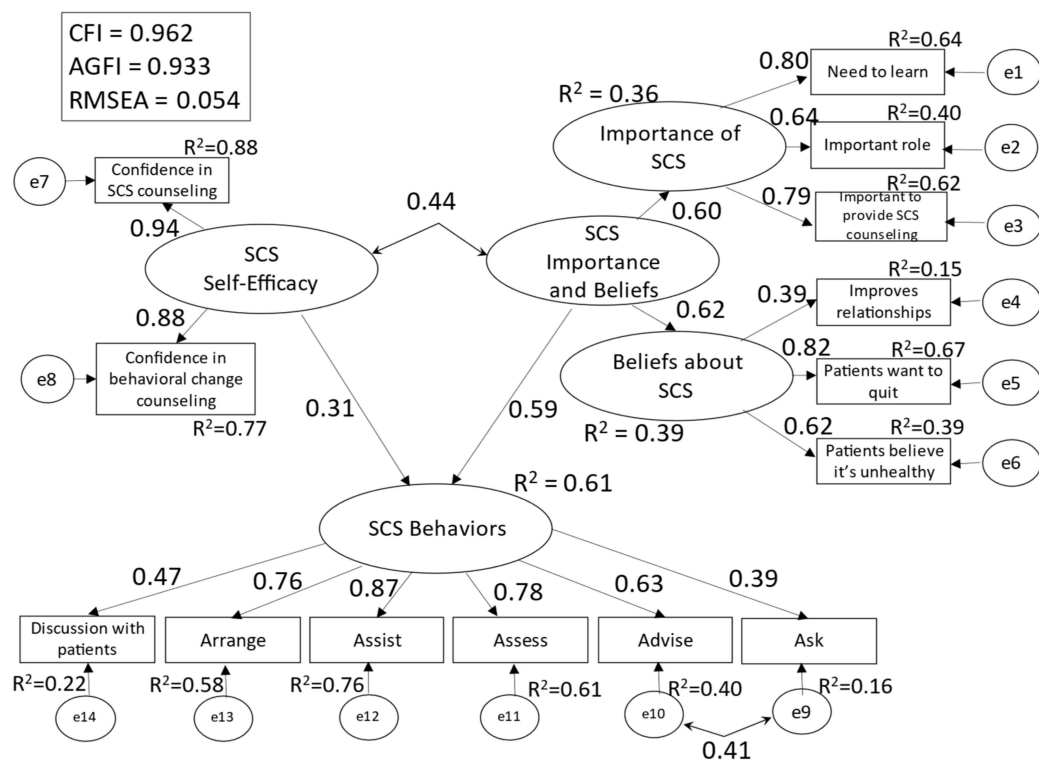 CFI = 0.962
AGFI = 0.933
RMSEA = 0.054
R²=0.64
0.80
Need to learn
e1
R² = 0.36
Importance of
SCS
0.64
R²=0.40
Important role
e2
0.79
R²=0.62
Important to
provide SCS
counseling
e3
0.60
R²=0.88
e7
Confidence in
SCS counseling
0.94
0.44
SCS
Self-Efficacy
SCS
Importance
and Beliefs
R²=0.15
0.39
Improves
relationships
e4
0.62
0.88
e8
Confidence in
behavioral change
counseling
R²=0.77
Beliefs about
SCS
R² = 0.39
0.82
R²=0.67
Patients want to
quit
e5
0.62
R²=0.39
Patients believe
it's unhealthy
e6
0.31
0.59
R² = 0.61
SCS Behaviors
0.47
0.76
0.87
0.78
0.63
0.39
Discussion with
patients
Arrange
Assist
Assess
Advise
Ask
R²=0.22
R²=0.58
R²=0.76
R²=0.61
R²=0.40
R²=0.16
e14
e13
e12
e11
e10
e9
0.41